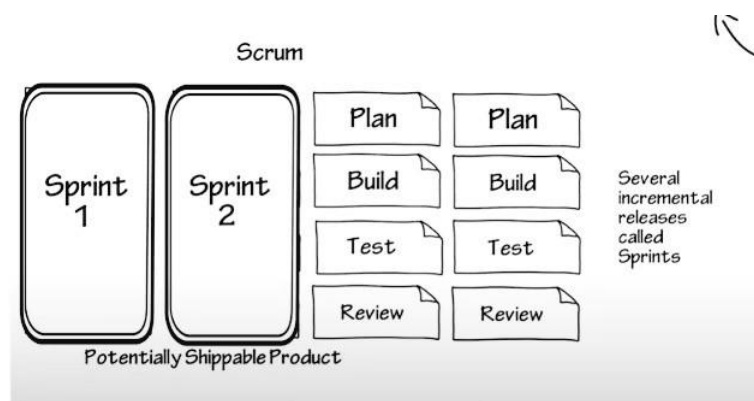 Scrum
Sprint
1
Sprint
2
Plan
Plan
Build
Build
Test
Test
Review
Review
Several
incremental
releases
called
Sprints
Potentially Shippable Product